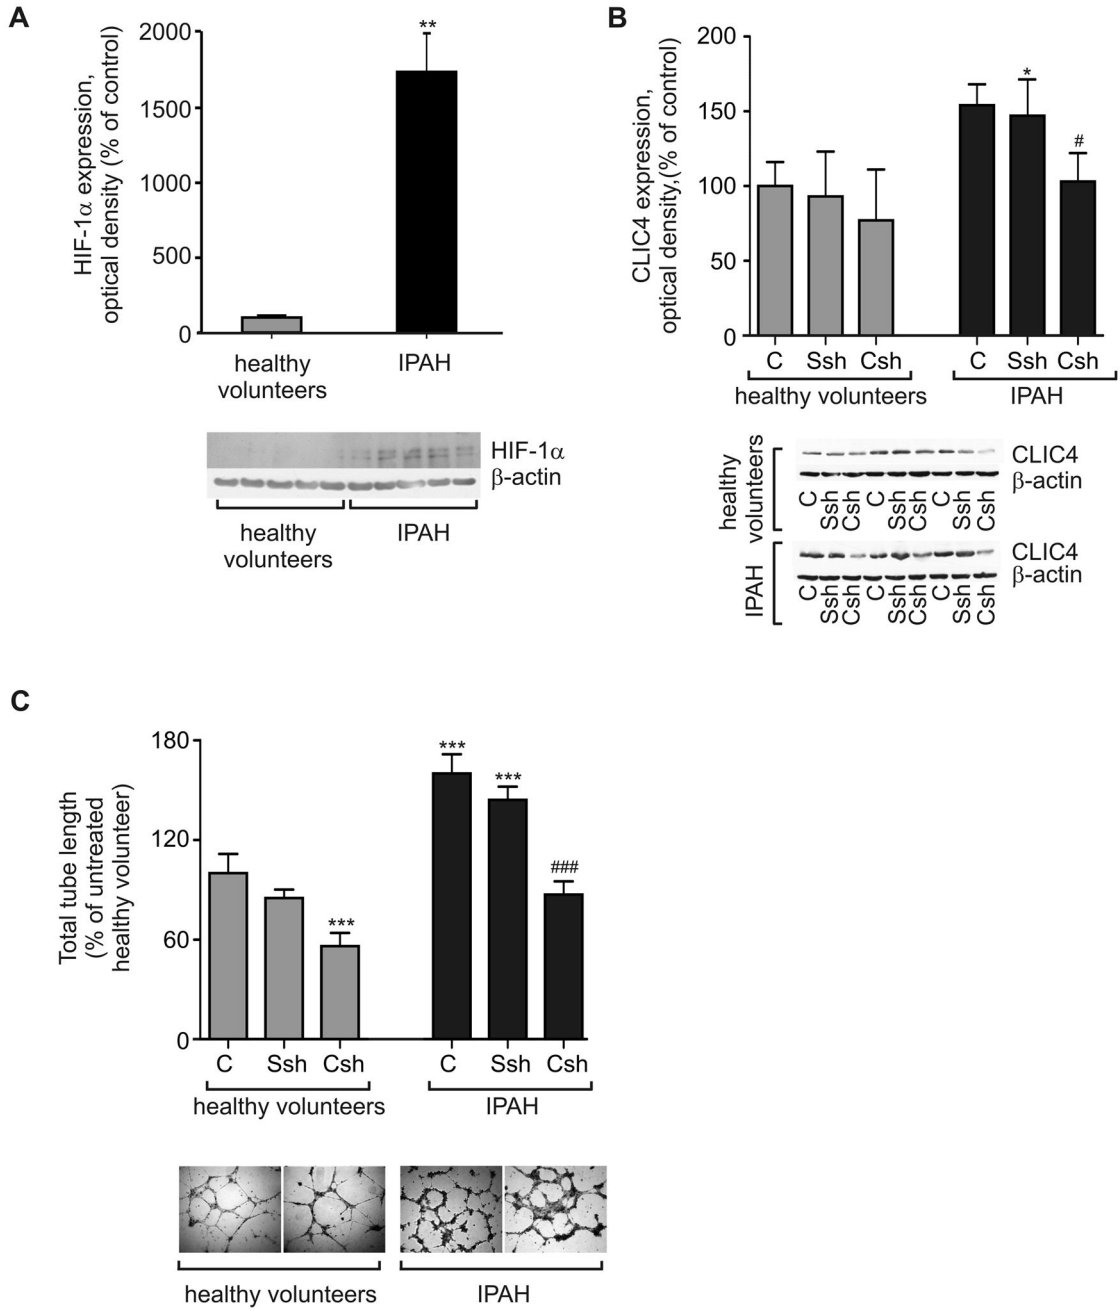 A
HIF-1α expression,
optical density (% of control)
2000
1500
1000
500
0
**
healthy
volunteers
IPAH
HIF-1α
β-actin
healthy
volunteers
IPAH
B
CLIC4 expression,
optical density,(% of control)
200
150
100
50
0
*
#
C Ssh Csh C Ssh Csh
healthy volunteers IPAH
healthy
volunteers
CLIC4
β-actin
C Ssh Csh C Ssh Csh C Ssh Csh
IPAH
CLIC4
β-actin
C Ssh Csh C Ssh Csh C Ssh Csh
C
Total tube length
(% of untreated
healthy volunteer)
180
120
60
0
***
***
***
###
C Ssh Csh C Ssh Csh
healthy volunteers IPAH
healthy volunteers IPAH